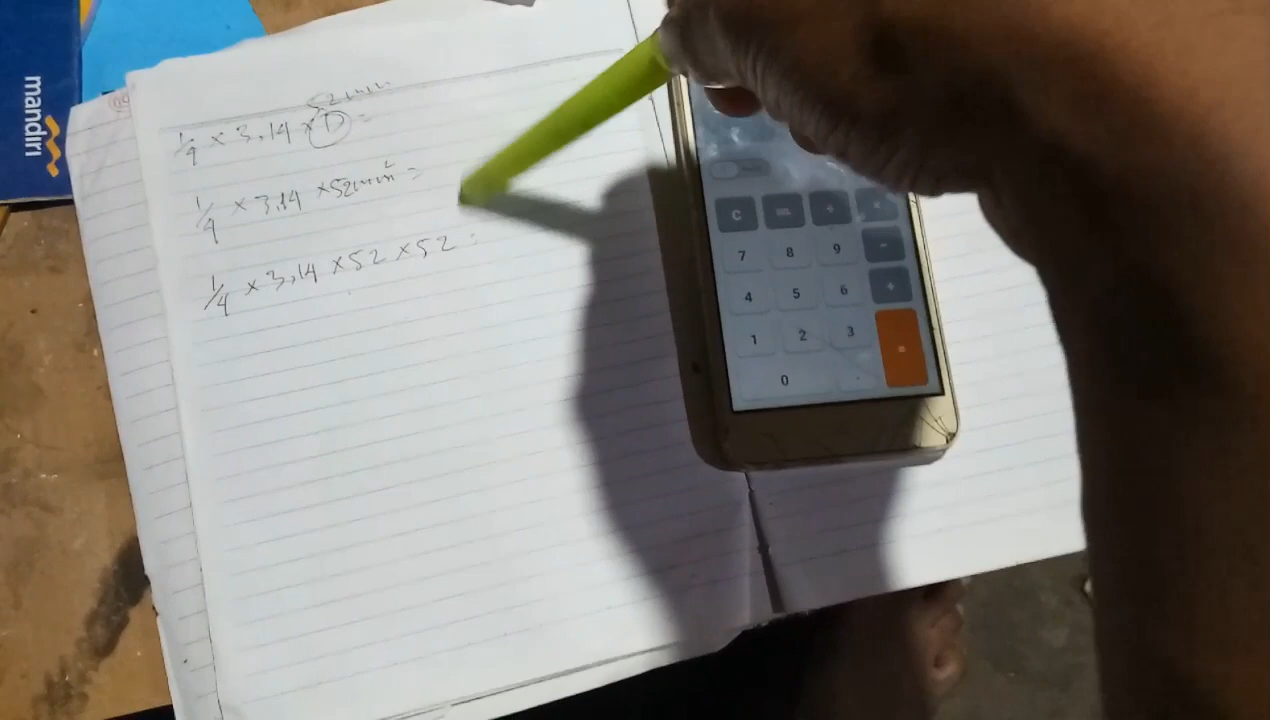 mandiri
52mm
1/4 × 3,14 × D =
1/4 × 3,14 × 52mm² =
1/4 × 3,14 × 52 × 52 =
C DEL ÷
7 8 9 -
4 5 6 +
1 2 3 =
0 .